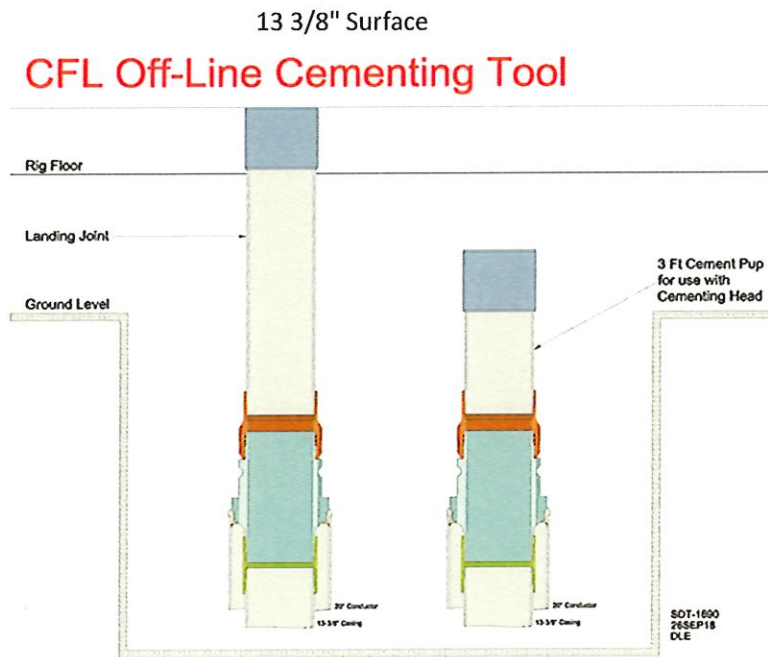 13 3/8" Surface
CFL Off-Line Cementing Tool
Rig Floor
Landing Joint
3 Ft Cement Pup
for use with
Cementing Head
Ground Level
20" Conductor
13-3/8" Casing
20" Conductor
13-3/8" Casing
SDT-1690
26SEP18
DLE